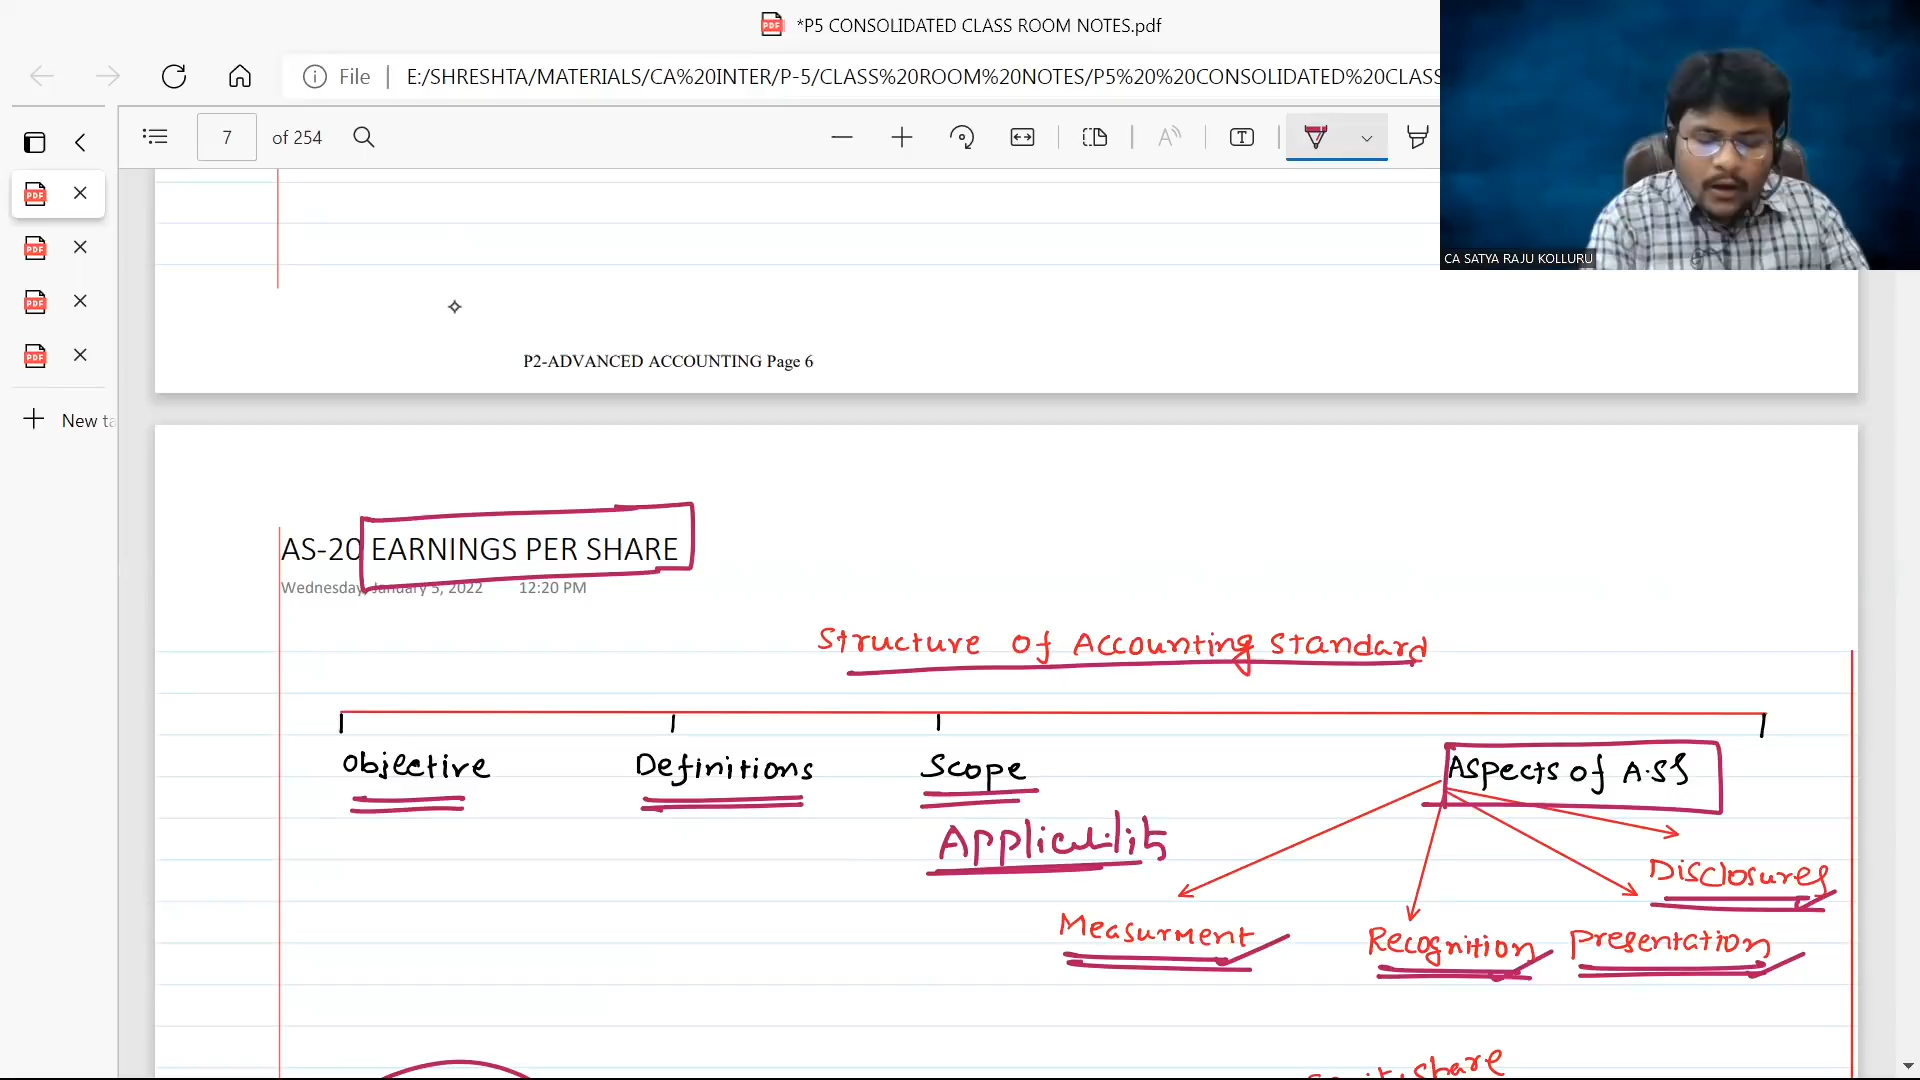 *P5 CONSOLIDATED CLASS ROOM NOTES.pdf
File
E:/SHRESHTA/MATERIALS/CA%20INTER/P-5/CLASS%20ROOM%20NOTES/P5%20%20CONSOLIDATED%20CLASS
7 of 254
CA SATYA RAJU KOLLURU
New ta
P2-ADVANCED ACCOUNTING Page 6
AS-20 EARNINGS PER SHARE
Wednesday, January 5, 2022 12:20 PM
Structure of Accounting Standard
Objective Definitions Scope Aspects of A.SS
Applicability
Disclosures
Measurment Recognition Presentation
Share